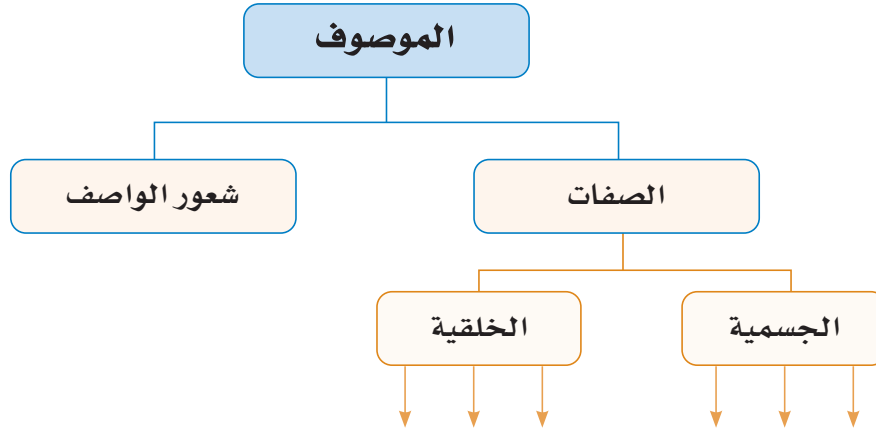 الموصوف
الصفات
شعور الواصف
الجسمية
الخلقية